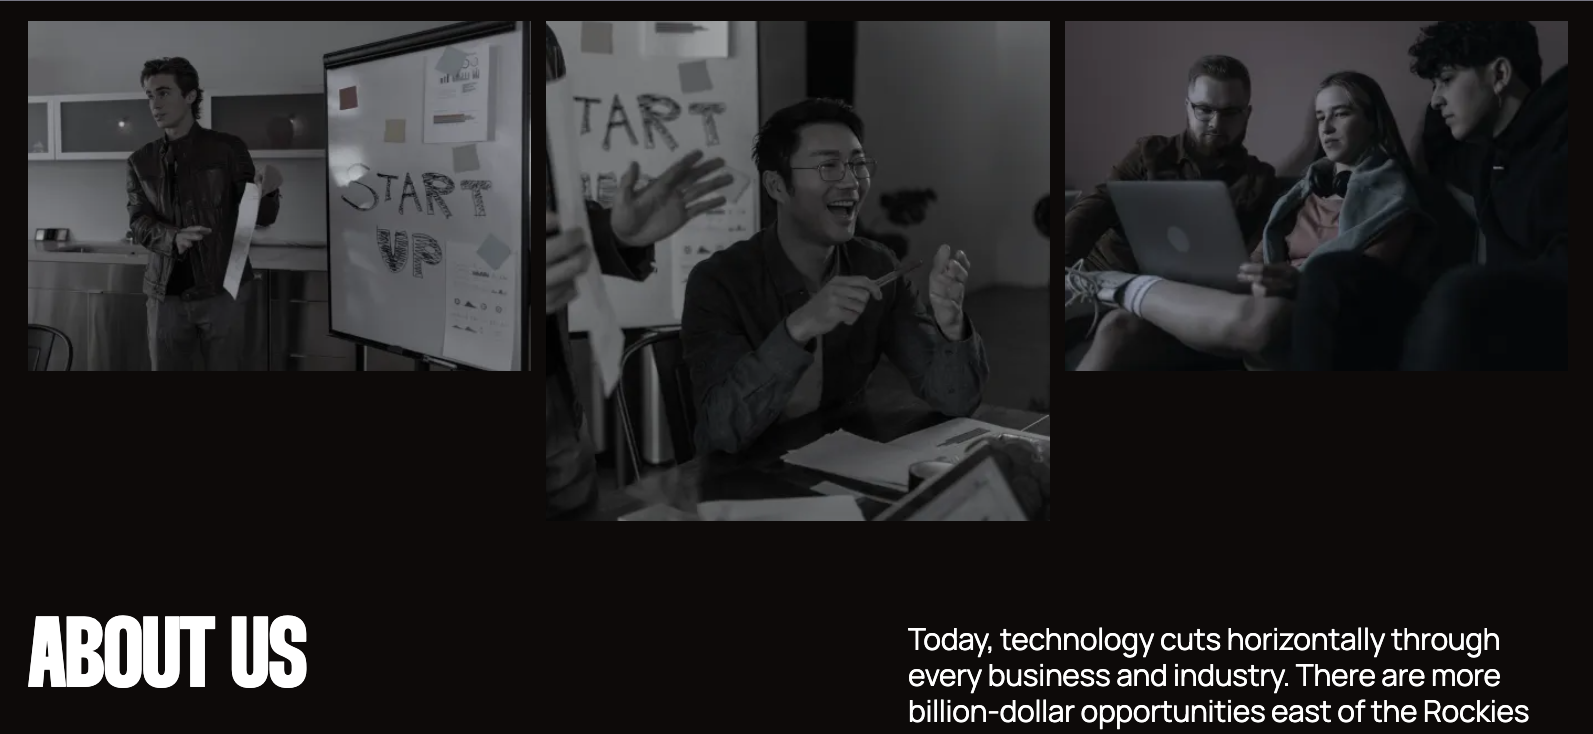 START
UP
TART
ABOUT US
Today, technology cuts horizontally through
every business and industry. There are more
billion-dollar opportunities east of the Rockies